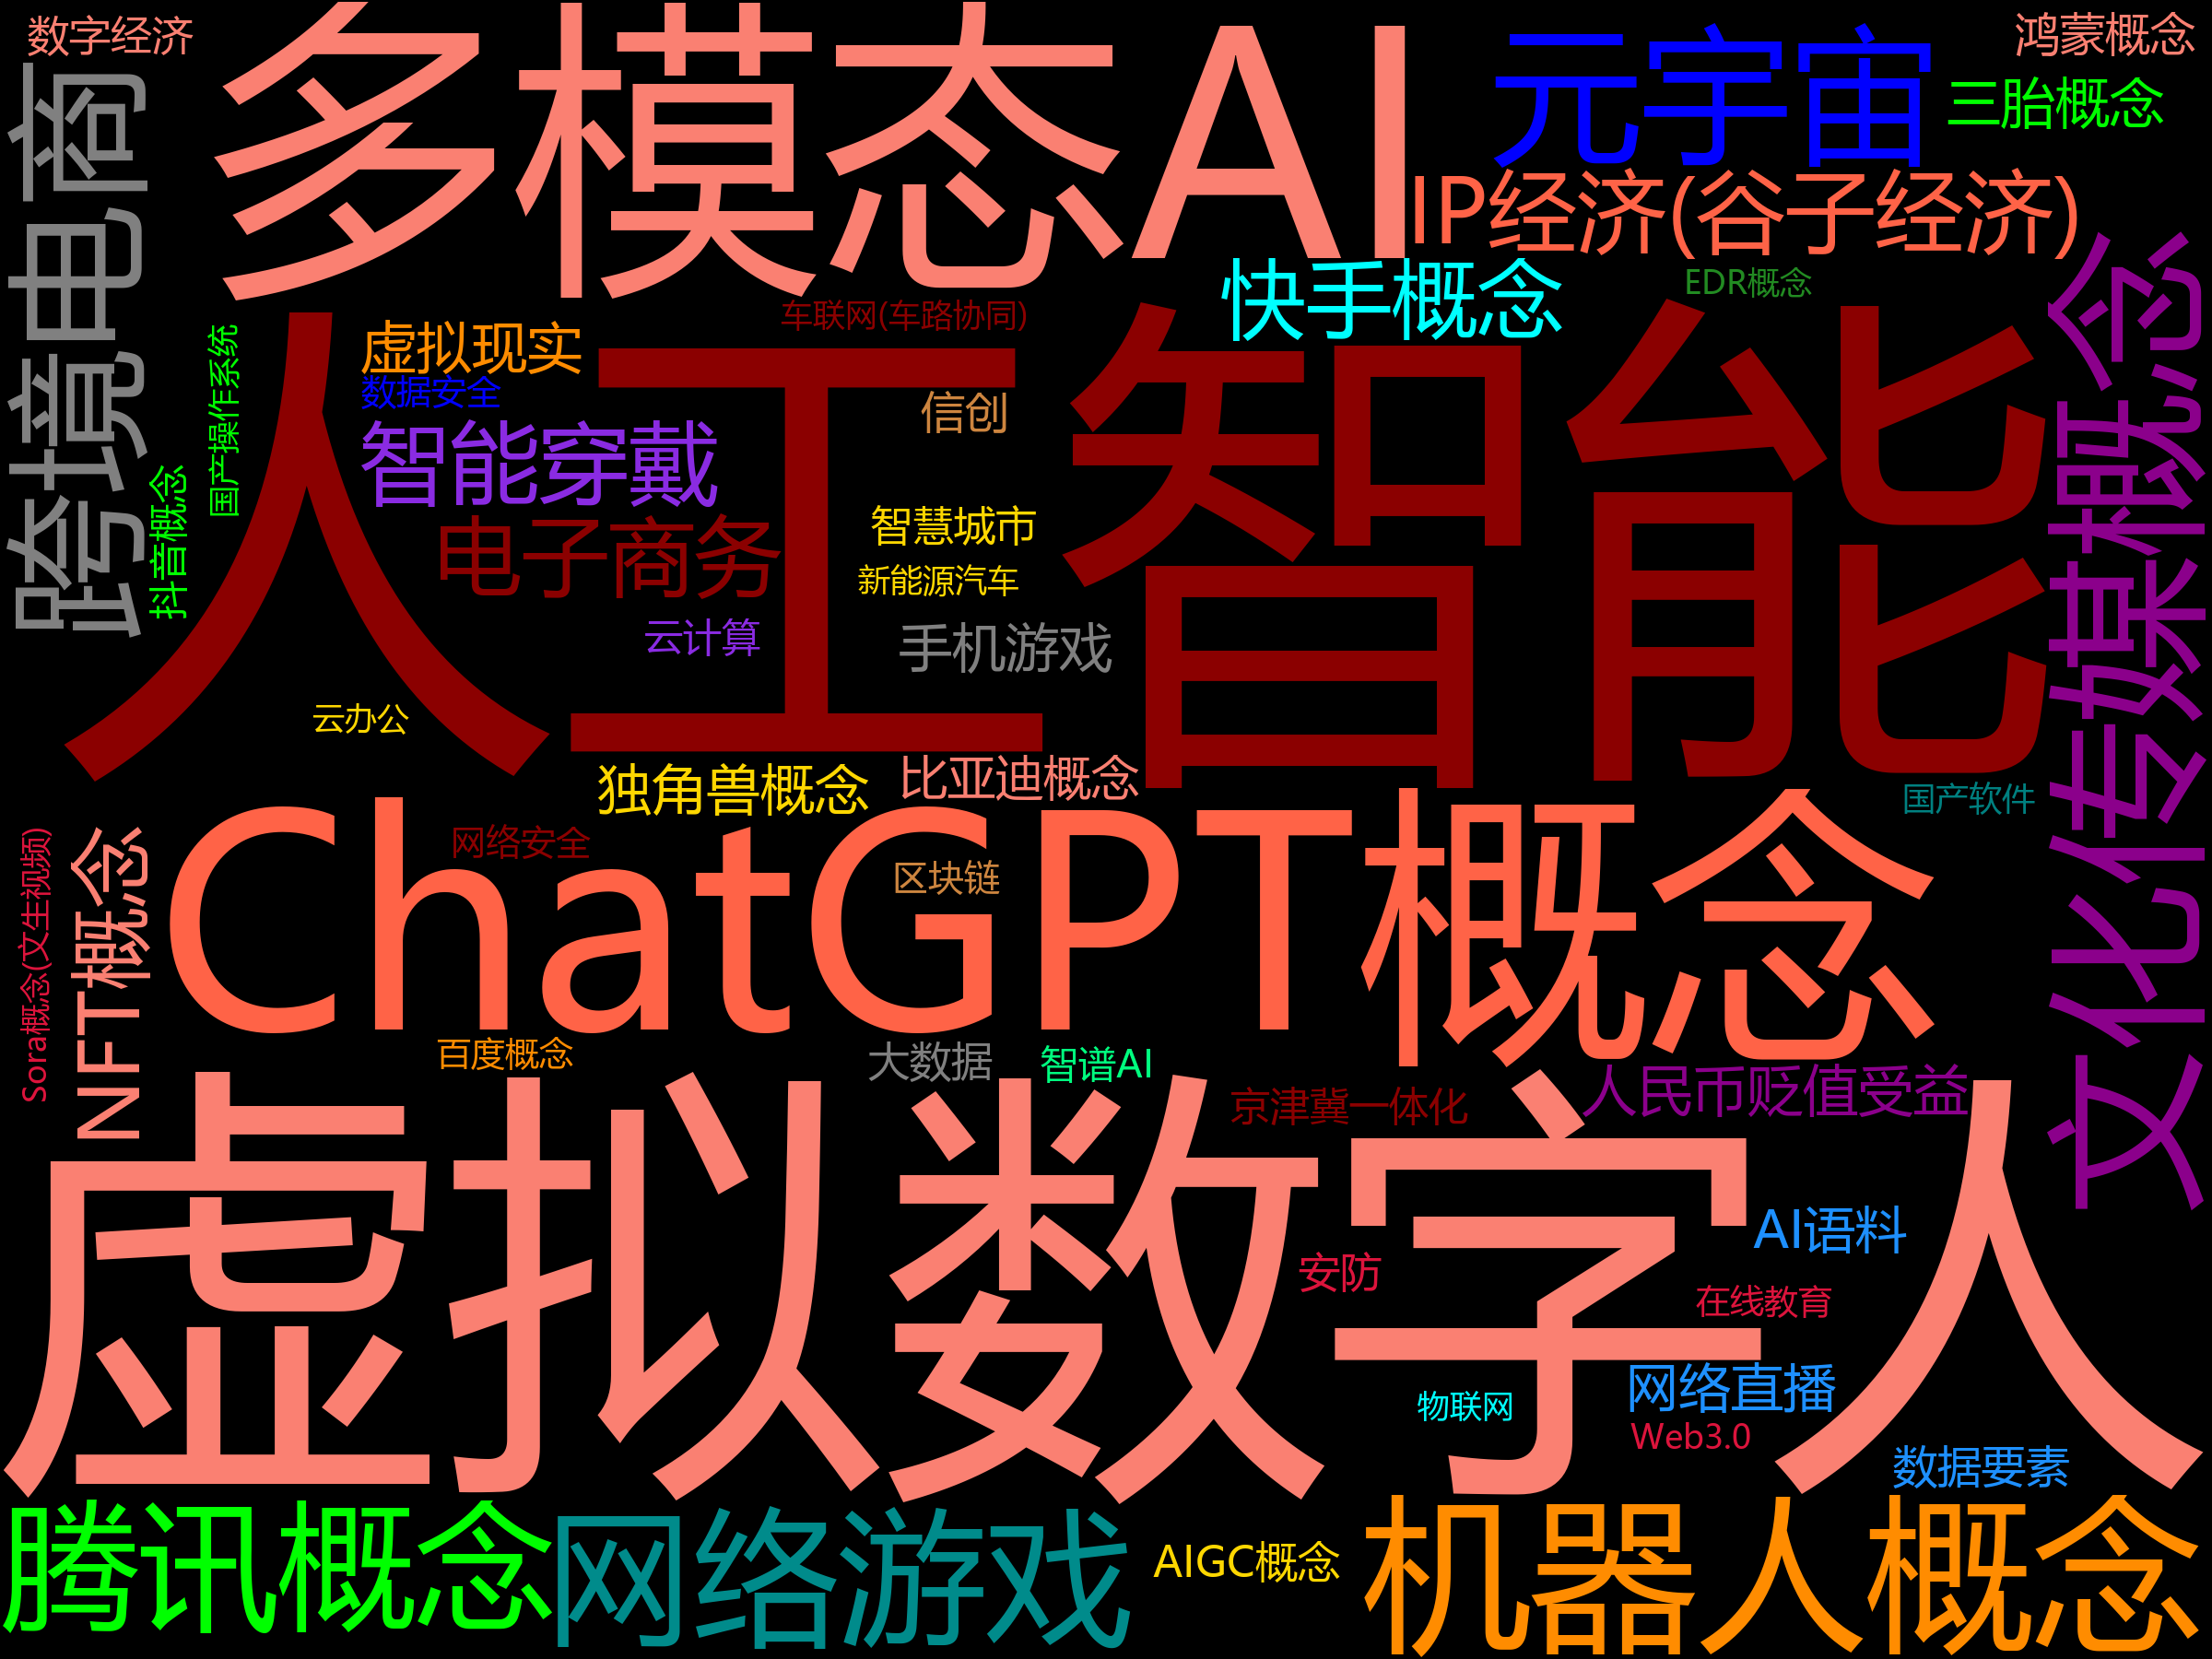 数字经济
多模态AI
元宇宙
鸿蒙概念
三胎概念
跨境电商
IP经济(谷子经济)
快手概念
EDR概念
车联网(车路协同)
虚拟现实
数据安全
国产操作系统
人工智能
信创
智能穿戴
抖音概念
智慧城市
电子商务
新能源汽车
云计算
手机游戏
云办公
文化传媒概念
独角兽概念
比亚迪概念
国产软件
网络安全
ChatGPT概念
区块链
Sora概念(文生视频)
NFT概念
百度概念
大数据
智谱AI
京津冀一体化
人民币贬值受益
虚拟数字人
AI语料
安防
在线教育
网络直播
物联网
Web3.0
数据要素
腾讯概念
网络游戏
AIGC概念
机器人概念